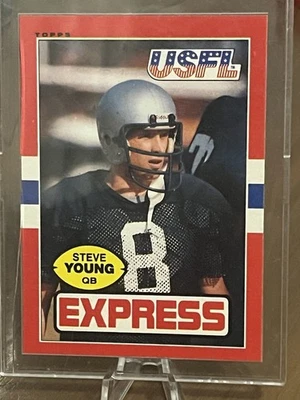 TOPPS
USFL
8
STEVE
YOUNG
QB
EXPRESS